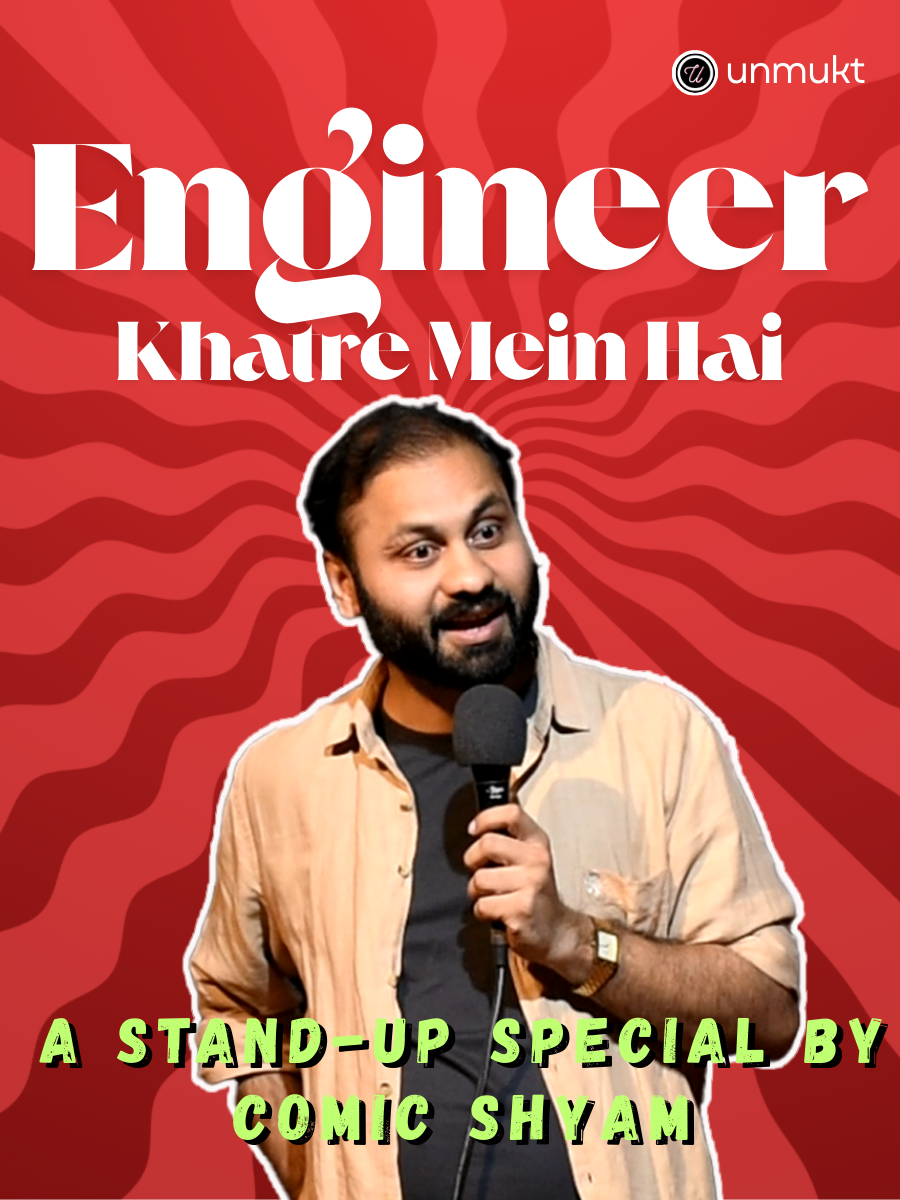 unmukt
Engineer
Khatre Mein Hai
A STAND-UP SPECIAL BY
COMIC SHYAM